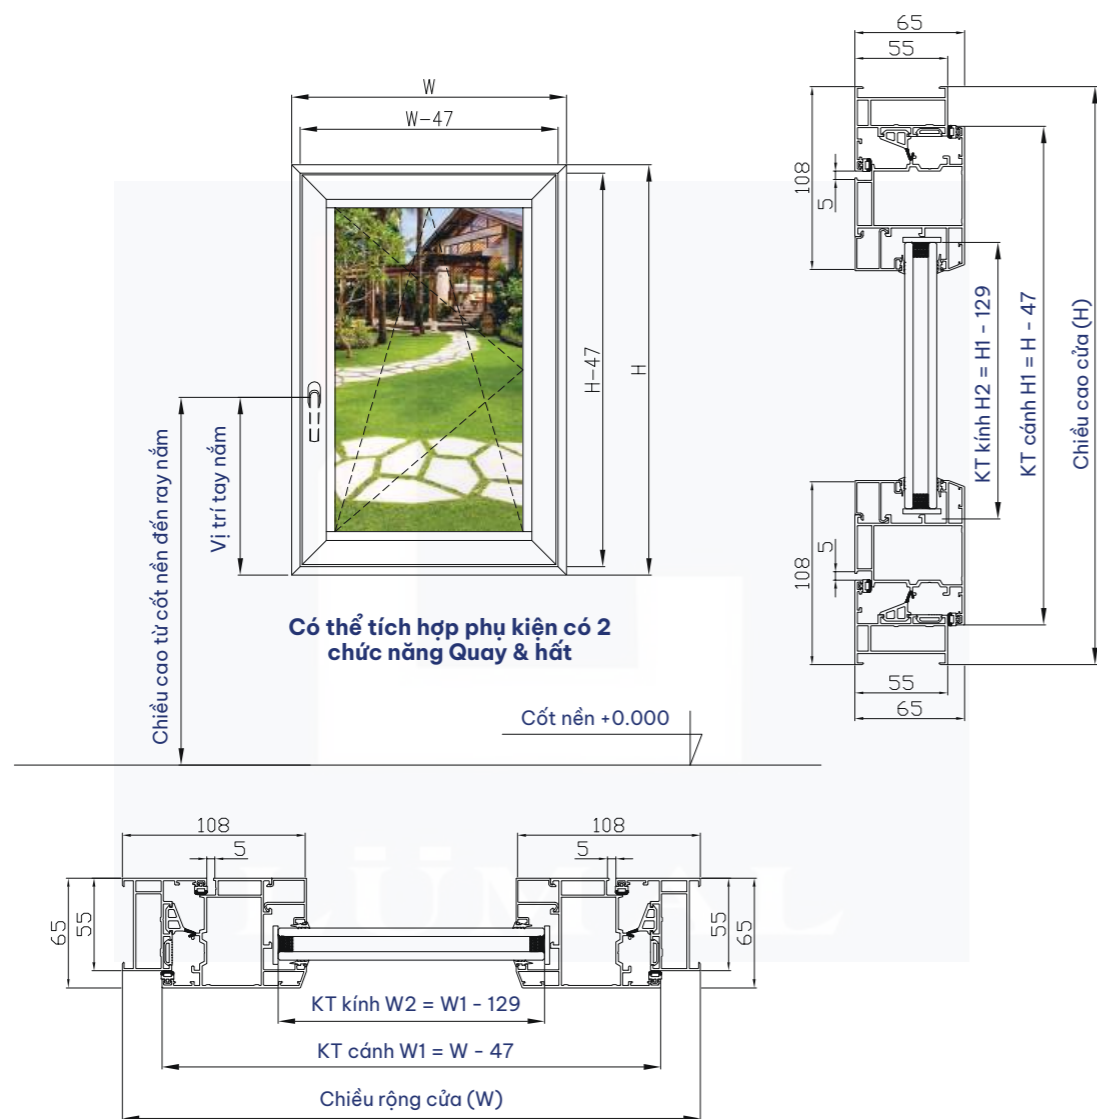 65
55
W
W-47
108
5
H-47
H
KT kính H2 = H1 - 129
KT cánh H1 = H - 47
Chiều cao cửa (H)
Chiều cao từ cốt nền đến ray nắm
Vị trí tay nắm
108
5
55
65
Có thể tích hợp phụ kiện có 2
chức năng Quay & hất
Cốt nền +0.000
108
108
5
5
65
55
55
65
LÜMAL
KT kính W2 = W1 - 129
KT cánh W1 = W - 47
Chiều rộng cửa (W)